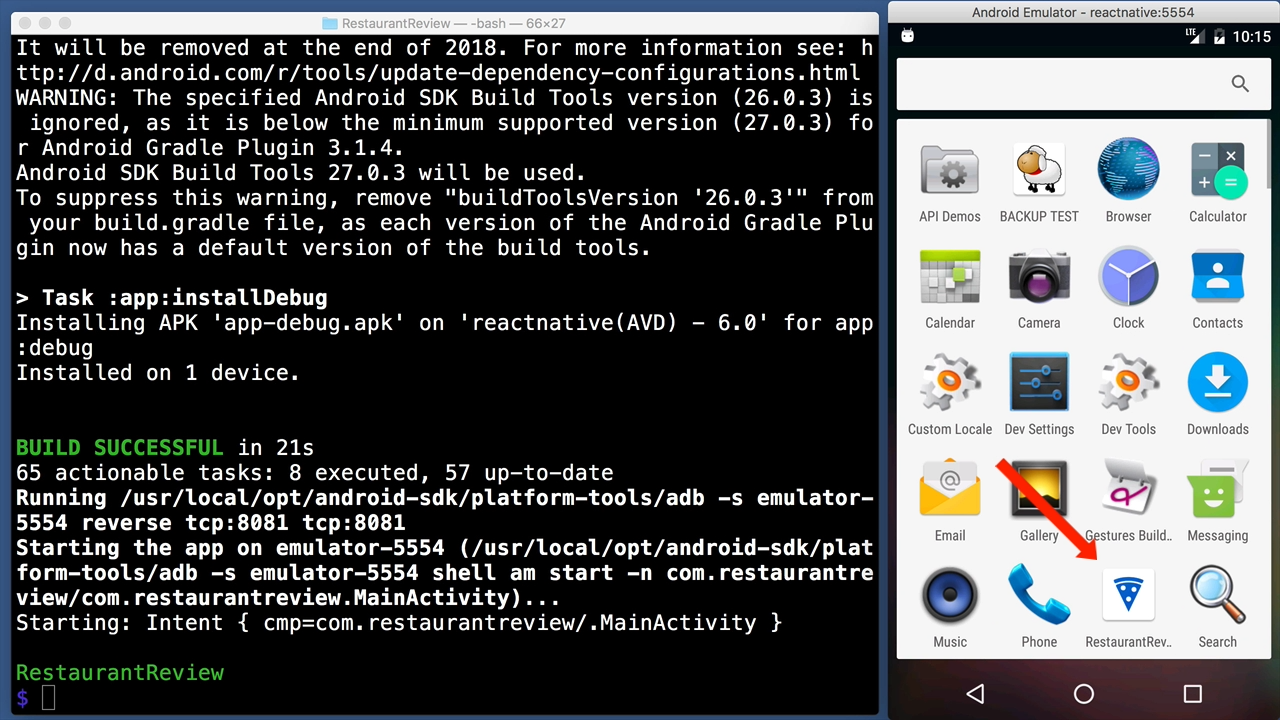 RestaurantReview — -bash — 66×27
It will be removed at the end of 2018. For more information see: h
ttp://d.android.com/r/tools/update-dependency-configurations.html
WARNING: The specified Android SDK Build Tools version (26.0.3) is
ignored, as it is below the minimum supported version (27.0.3) fo
r Android Gradle Plugin 3.1.4.
Android SDK Build Tools 27.0.3 will be used.
To suppress this warning, remove "buildToolsVersion '26.0.3'" from
your build.gradle file, as each version of the Android Gradle Plu
gin now has a default version of the build tools.
> Task :app:installDebug
Installing APK 'app-debug.apk' on 'reactnative(AVD) - 6.0' for app
:debug
Installed on 1 device.
BUILD SUCCESSFUL in 21s
65 actionable tasks: 8 executed, 57 up-to-date
Running /usr/local/opt/android-sdk/platform-tools/adb -s emulator-
5554 reverse tcp:8081 tcp:8081
Starting the app on emulator-5554 (/usr/local/opt/android-sdk/plat
form-tools/adb -s emulator-5554 shell am start -n com.restaurantre
view/com.restaurantreview.MainActivity)...
Starting: Intent { cmp=com.restaurantreview/.MainActivity }
RestaurantReview
$
Android Emulator - reactnative:5554
LTE 10:15
API Demos BACKUP TEST Browser Calculator
Calendar Camera Clock Contacts
Custom Locale Dev Settings Dev Tools Downloads
Email Gallery Gestures Build.. Messaging
Music Phone RestaurantRev.. Search